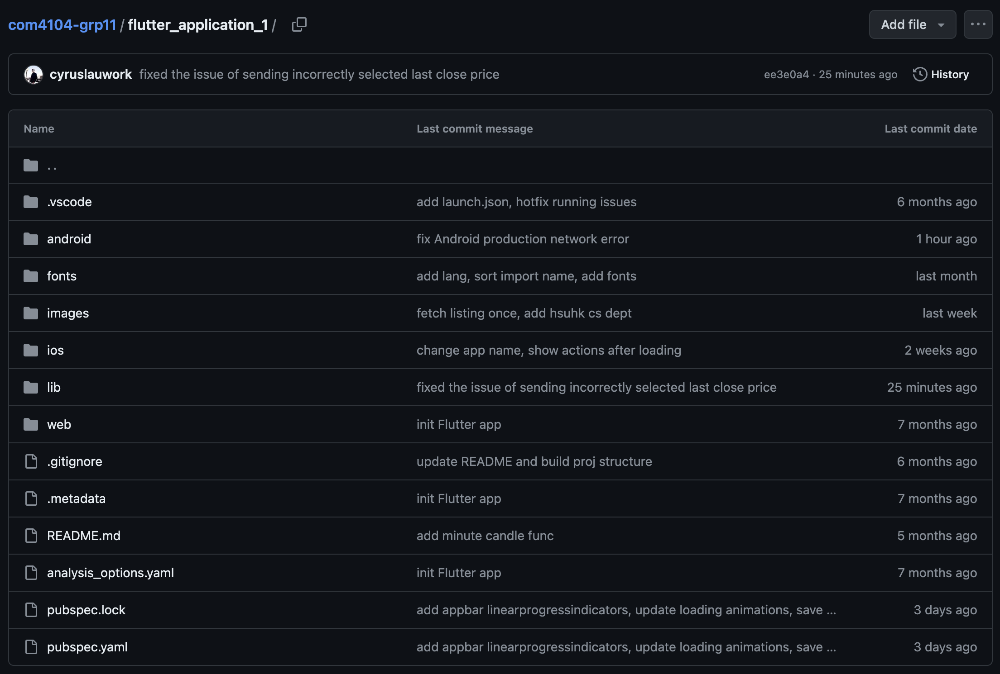 com4104-grp11 / flutter_application_1 /
Add file
cyruslauwork fixed the issue of sending incorrectly selected last close price ee3e0a4 · 25 minutes ago History
Name Last commit message Last commit date
..
.vscode add launch.json, hotfix running issues 6 months ago
android fix Android production network error 1 hour ago
fonts add lang, sort import name, add fonts last month
images fetch listing once, add hsuhk cs dept last week
ios change app name, show actions after loading 2 weeks ago
lib fixed the issue of sending incorrectly selected last close price 25 minutes ago
web init Flutter app 7 months ago
.gitignore update README and build proj structure 6 months ago
.metadata init Flutter app 7 months ago
README.md add minute candle func 5 months ago
analysis_options.yaml init Flutter app 7 months ago
pubspec.lock add appbar linearprogressindicators, update loading animations, save ... 3 days ago
pubspec.yaml add appbar linearprogressindicators, update loading animations, save ... 3 days ago